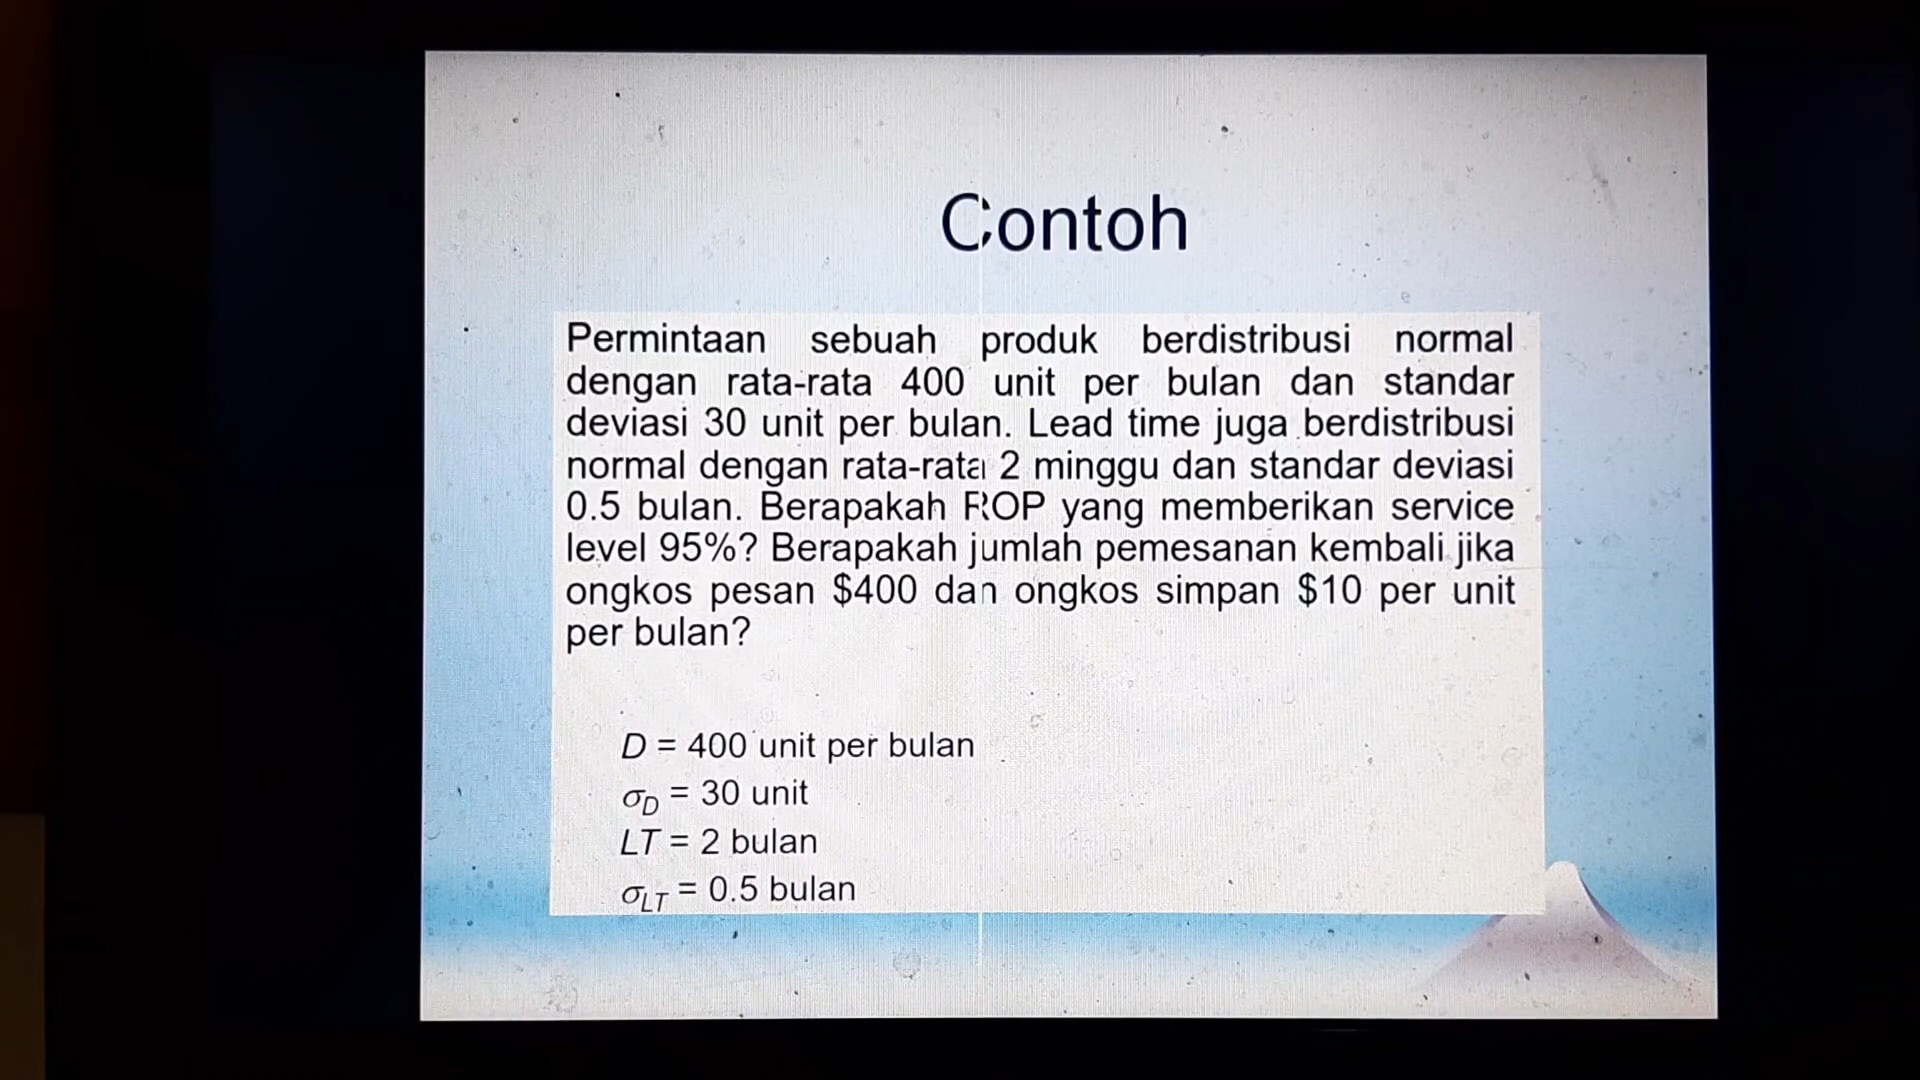 Contoh
Permintaan sebuah produk berdistribusi normal
dengan rata-rata 400 unit per bulan dan standar
deviasi 30 unit per bulan. Lead time juga berdistribusi
normal dengan rata-rata 2 minggu dan standar deviasi
0.5 bulan. Berapakah ROP yang memberikan service
level 95%? Berapakah jumlah pemesanan kembali jika
ongkos pesan $400 dan ongkos simpan $10 per unit
per bulan?
D = 400 unit per bulan
σD = 30 unit
LT = 2 bulan
σLT = 0.5 bulan